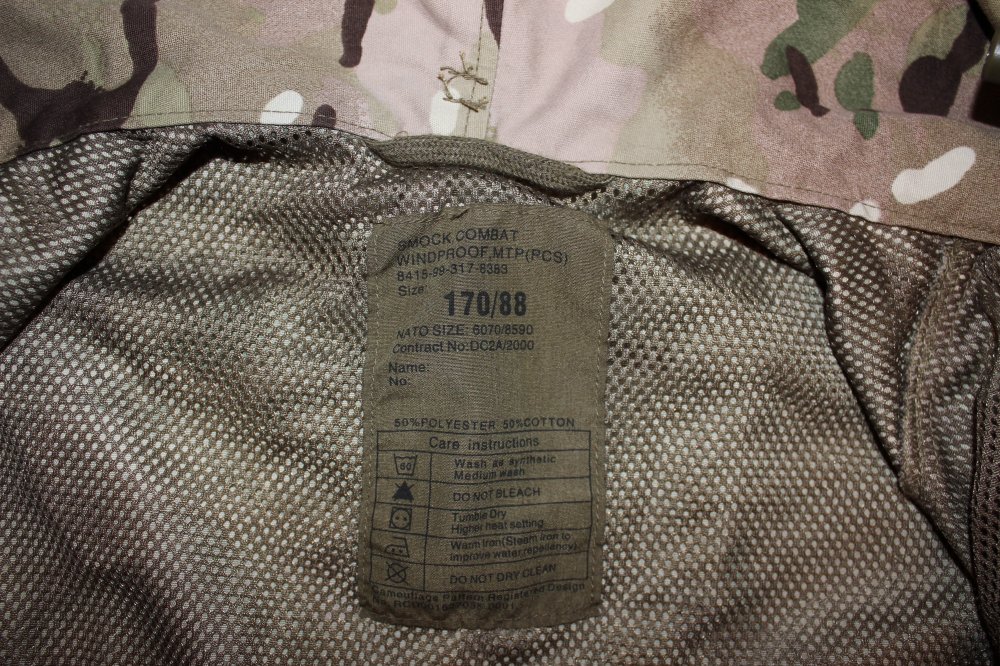 SMOCK COMBAT
WINDPROOF,MTP(PCS)
8415-99-317-8383
Size:
170/88
NATO SIZE: 6070/8590
Contract No:DC2A/2000
Name:
No:
50%POLYESTER 50%COTTON
Care instructions
60 Wash as synthetic
Medium wash
DO NOT BLEACH
Tumble Dry
Higher heat setting
Warm Iron(Steam iron to
improve water repellency)
DO NOT DRY CLEAN
Camouflage Pattern Registered Design